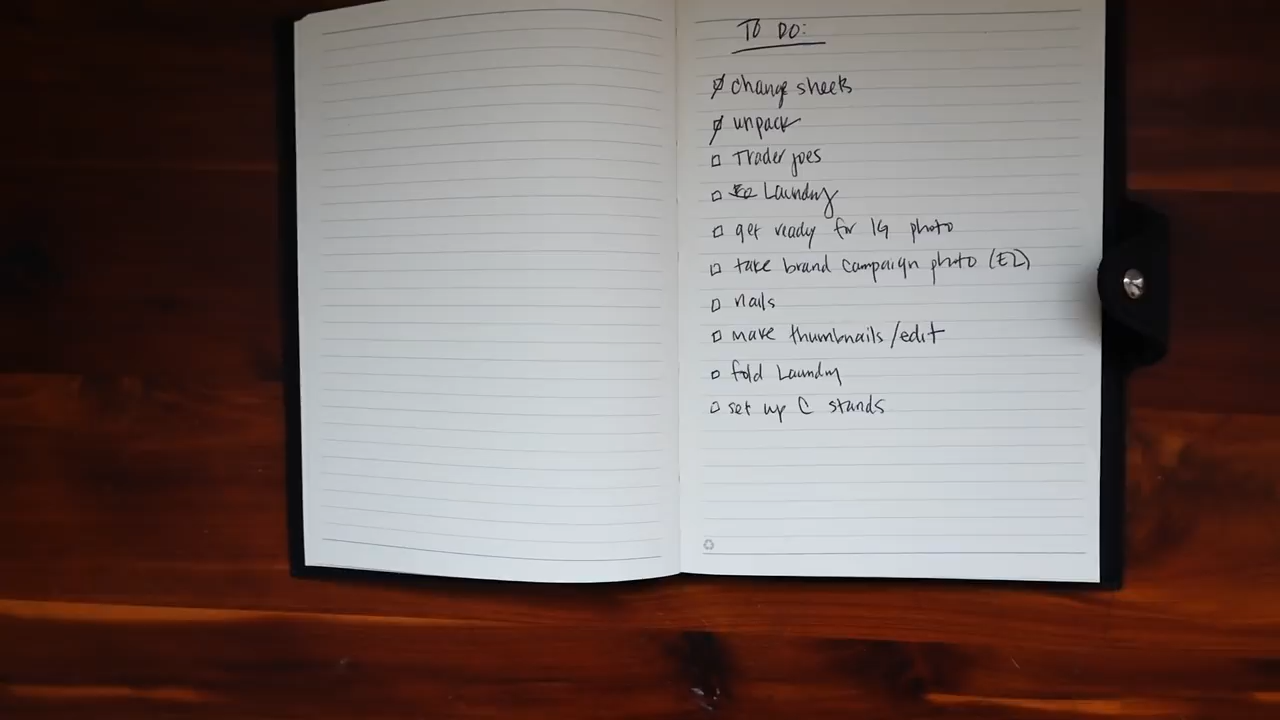 TO DO:
change sheets
unpack
Trader joes
Laundry
get ready for IG photo
take brand campaign photo (EL)
nails
make thumbnails/edit
fold Laundry
set up C stands